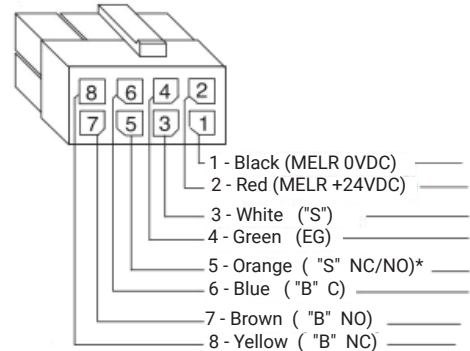 8 6 4 2
7 5 3 1
1 - Black (MELR 0VDC)
2 - Red (MELR +24VDC)
3 - White ("S")
4 - Green (EG)
5 - Orange ( "S" NC/NO)*
6 - Blue ( "B" C)
7 - Brown ( "B" NO)
8 - Yellow ( "B" NC)